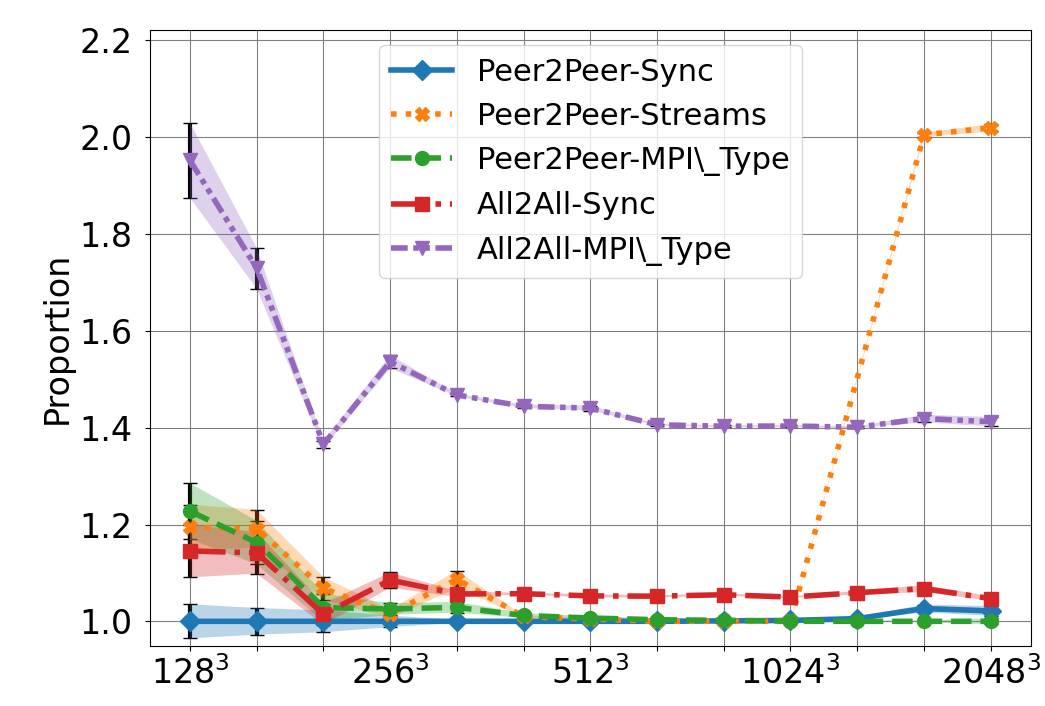 2.2
2.0
1.8
1.6
1.4
1.2
1.0
Proportion
Peer2Peer-Sync
Peer2Peer-Streams
Peer2Peer-MPI\_Type
All2All-Sync
All2All-MPI\_Type
128³ 256³ 512³ 1024³ 2048³